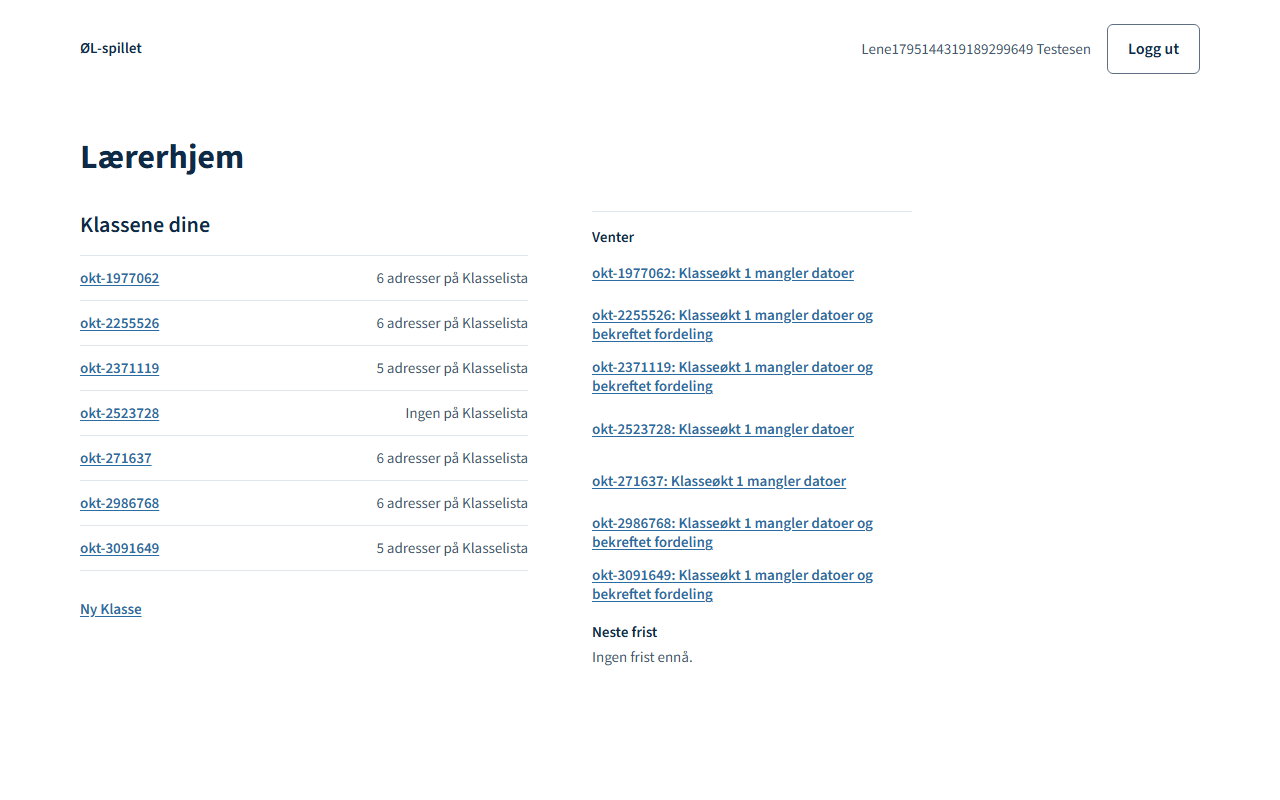 ØL-spillet
Lene1795144319189299649 Testesen
Logg ut
Lærerhjem
Klassene dine
okt-1977062 6 adresser på Klasselista
okt-2255526 6 adresser på Klasselista
okt-2371119 5 adresser på Klasselista
okt-2523728 Ingen på Klasselista
okt-271637 6 adresser på Klasselista
okt-2986768 6 adresser på Klasselista
okt-3091649 5 adresser på Klasselista
Ny Klasse
Venter
okt-1977062: Klasseøkt 1 mangler datoer
okt-2255526: Klasseøkt 1 mangler datoer og
bekreftet fordeling
okt-2371119: Klasseøkt 1 mangler datoer og
bekreftet fordeling
okt-2523728: Klasseøkt 1 mangler datoer
okt-271637: Klasseøkt 1 mangler datoer
okt-2986768: Klasseøkt 1 mangler datoer og
bekreftet fordeling
okt-3091649: Klasseøkt 1 mangler datoer og
bekreftet fordeling
Neste frist
Ingen frist ennå.